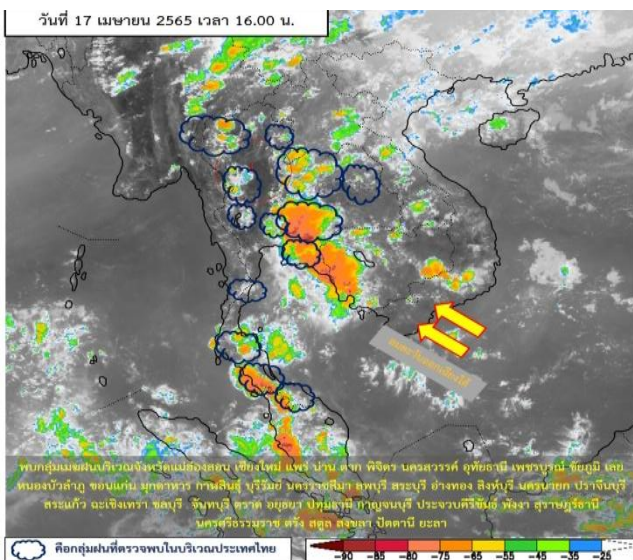 วันที่ 17 เมษายน 2565 เวลา 16.00 น.
ลมตะวันออกเฉียงใต้
พบกลุ่มเมฆฝนบริเวณจังหวัดแม่ฮ่องสอน เชียงใหม่ แพร่ น่าน ตาก พิจิตร นครสวรรค์ อุทัยธานี เพชรบูรณ์ ชัยภูมิ เลย
หนองบัวลำภู ขอนแก่น มุกดาหาร กาฬสินธุ์ บุรีรัมย์ นครราชสีมา ลพบุรี สระบุรี อ่างทอง สิงห์บุรี นครนายก ปราจีนบุรี
สระแก้ว ฉะเชิงเทรา ชลบุรี จันทบุรี ตราด อยุธยา ปทุมธานี กาญจนบุรี ประจวบคีรีขันธ์ พังงา สุราษฎร์ธานี
นครศรีธรรมราช ตรัง สตูล สงขลา ปัตตานี ยะลา
คือกลุ่มฝนที่ตรวจพบในบริเวณประเทศไทย
-90 -85 -80 -75 -65 -55 -45 -35 -25